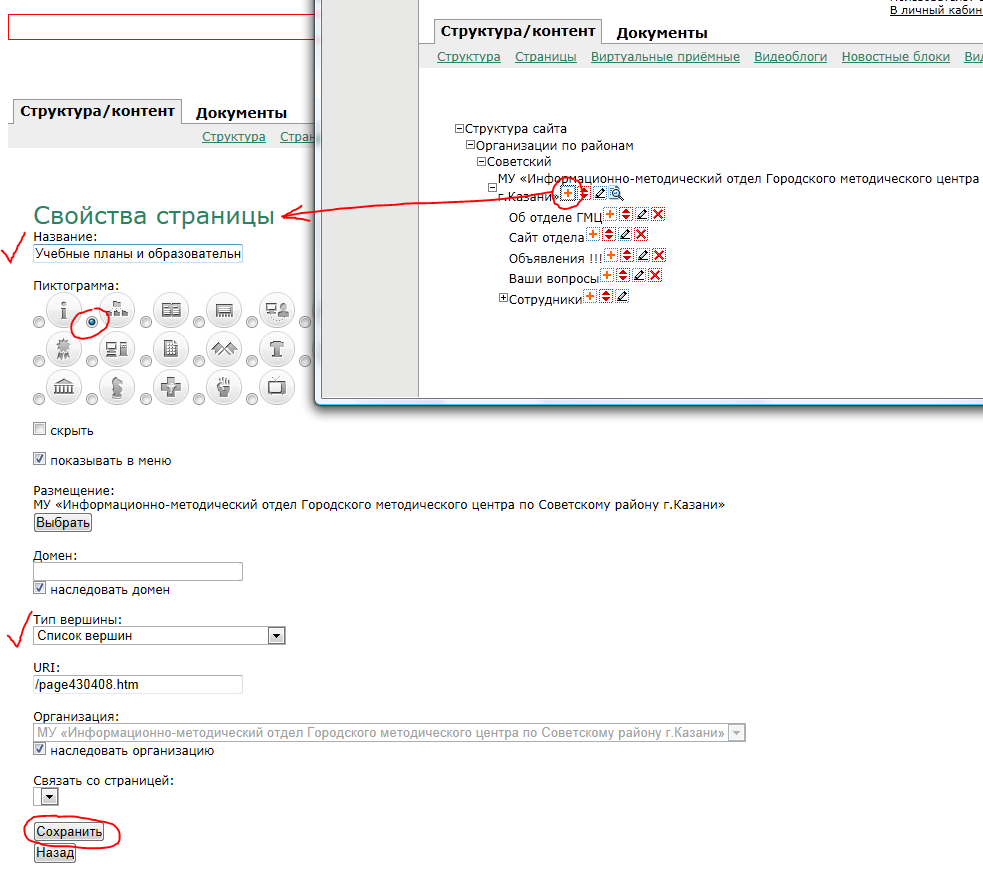 В личный кабин
Структура/контент
Документы
Структура Страницы Виртуальные приёмные Видеоблоги Новостные блоки Вид
Структура сайта
Организации по районам
Советский
МУ «Информационно-методический отдел Городского методического центра
г.Казани»
Об отделе ГМЦ
Сайт отдела
Объявления !!!
Ваши вопросы
Сотрудники
Структура/контент
Документы
Структура Стран
Свойства страницы
Название:
Учебные планы и образовательн
Пиктограмма:
скрыть
показывать в меню
Размещение:
МУ «Информационно-методический отдел Городского методического центра по Советскому району г.Казани»
Выбрать
Домен:
наследовать домен
Тип вершины:
Список вершин
URI:
/page430408.htm
Организация:
МУ «Информационно-методический отдел Городского методического центра по Советскому району г.Казани»
наследовать организацию
Связать со страницей:
Сохранить
Назад